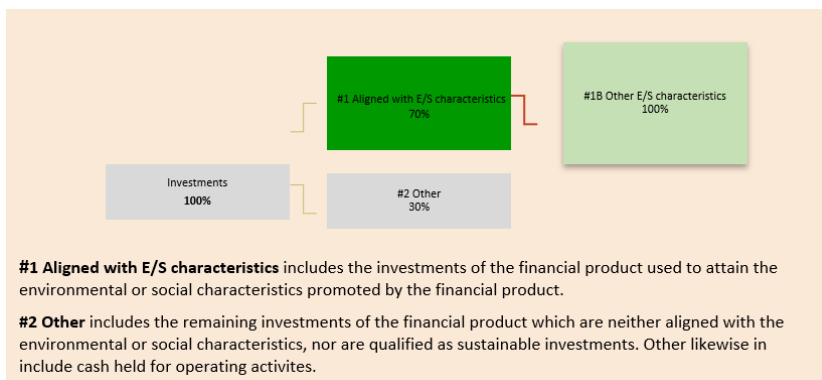 #1 Aligned with E/S characteristics
70%
#1B Other E/S characteristics
100%
Investments
100%
#2 Other
30%
#1 Aligned with E/S characteristics includes the investments of the financial product used to attain the
environmental or social characteristics promoted by the financial product.
#2 Other includes the remaining investments of the financial product which are neither aligned with the
environmental or social characteristics, nor are qualified as sustainable investments. Other likewise in
include cash held for operating activites.